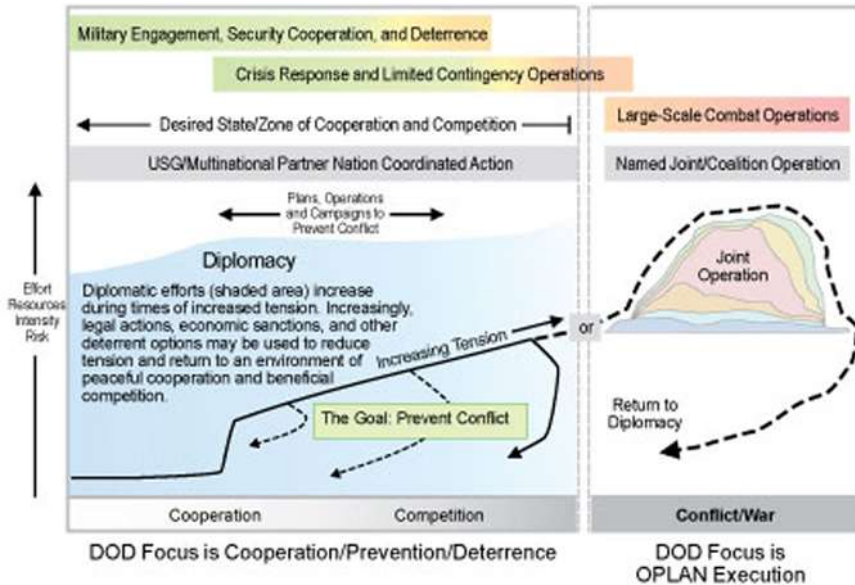 Military Engagement, Security Cooperation, and Deterrence
Crisis Response and Limited Contingency Operations
Large-Scale Combat Operations
Desired State/Zone of Cooperation and Competition
USG/Multinational Partner Nation Coordinated Action
Named Joint/Coalition Operation
Plans, Operations
and Campaigns to
Prevent Conflict
Effort
Resources
Intensity
Risk
Diplomacy
Diplomatic efforts (shaded area) increase
during times of increased tension. Increasingly,
legal actions, economic sanctions, and other
deterrent options may be used to reduce
tension and return to an environment of
peaceful cooperation and beneficial
competition.
Increasing Tension
or
Joint
Operation
The Goal: Prevent Conflict
Return to
Diplomacy
Cooperation
Competition
Conflict/War
DOD Focus is Cooperation/Prevention/Deterrence
DOD Focus is
OPLAN Execution